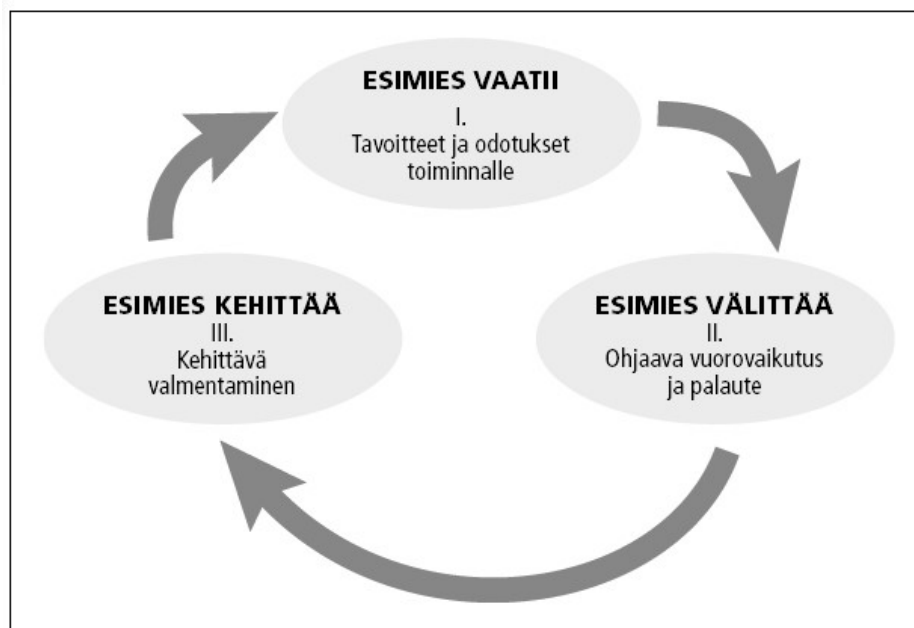 ESIMIES VAATII
I.
Tavoitteet ja odotukset
toiminnalle
ESIMIES VÄLITTÄÄ
II.
Ohjaava vuorovaikutus
ja palaute
ESIMIES KEHITTÄÄ
III.
Kehittävä
valmentaminen